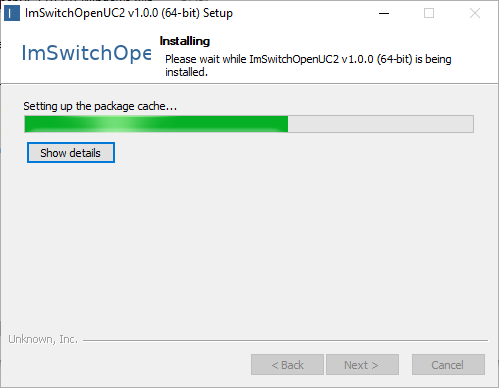 ImSwitchOpenUC2 v1.0.0 (64-bit) Setup
ImSwitchOpe
Installing
Please wait while ImSwitchOpenUC2 v1.0.0 (64-bit) is being
installed.
Setting up the package cache...
Show details
Unknown, Inc.
< Back
Next >
Cancel